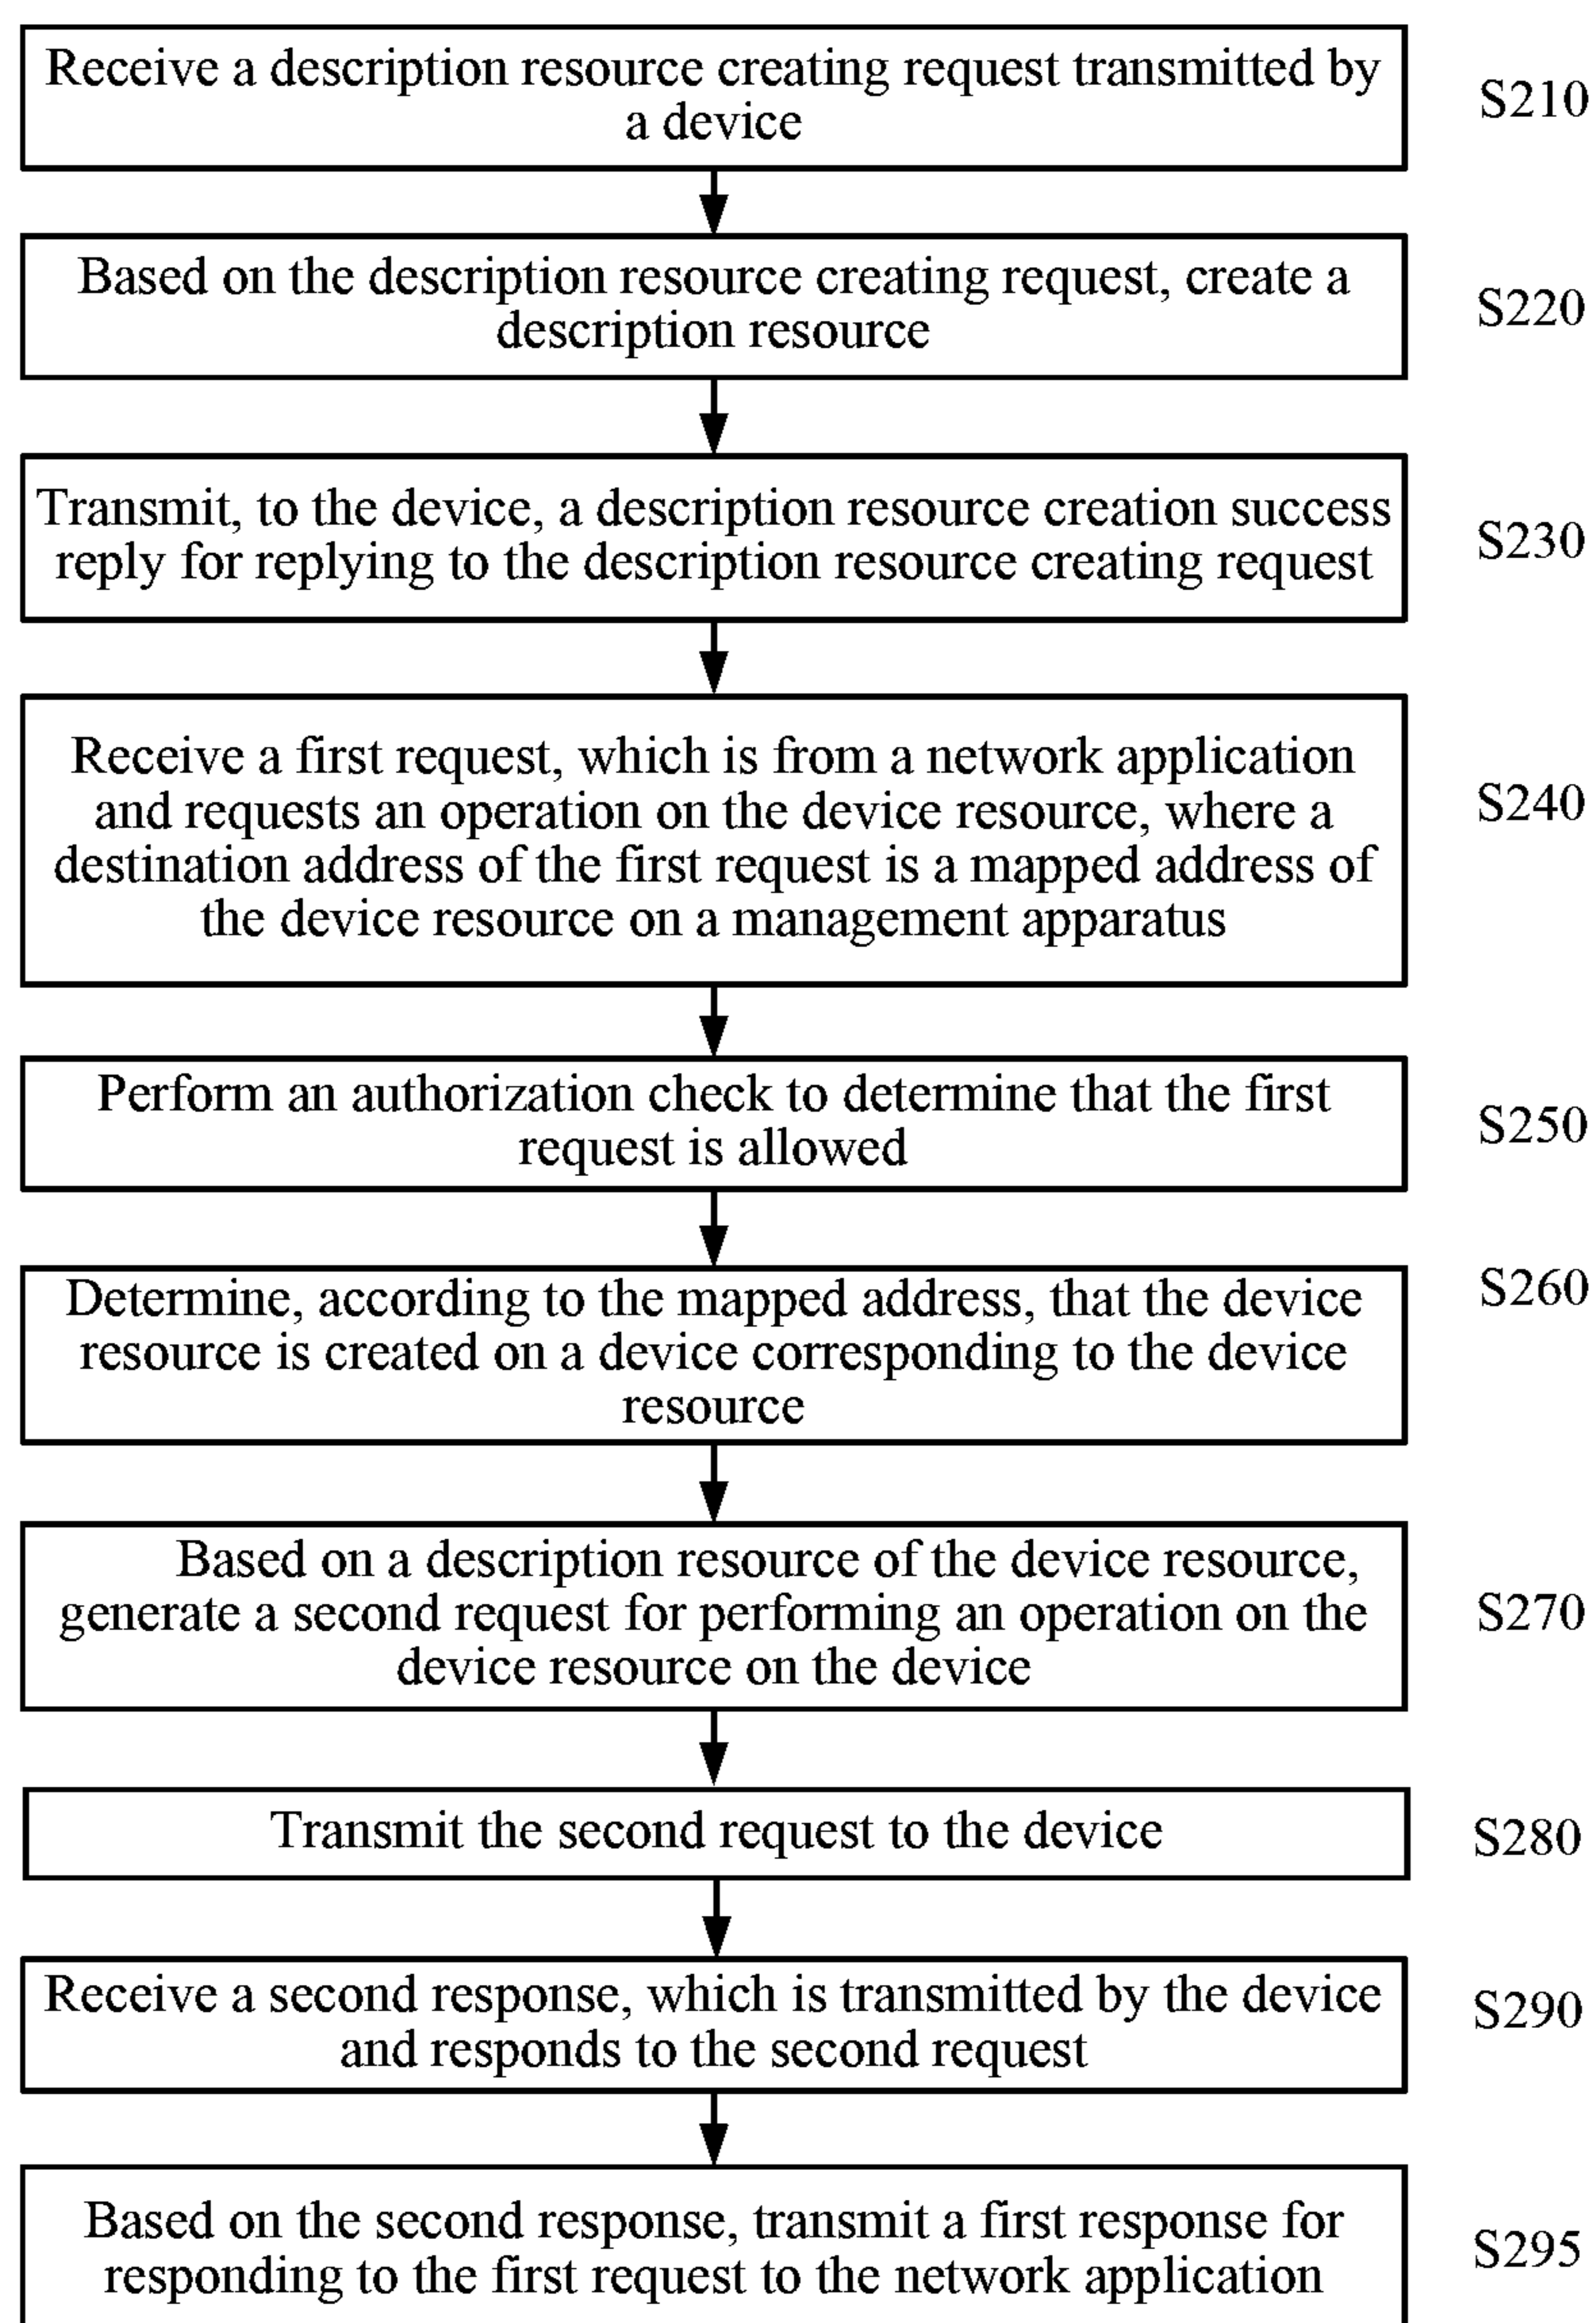 Receive a description resource creating request transmitted by
a device
S210
Based on the description resource creating request, create a
description resource
S220
Transmit, to the device, a description resource creation success
reply for replying to the description resource creating request
S230
Receive a first request, which is from a network application
and requests an operation on the device resource, where a
destination address of the first request is a mapped address of
the device resource on a management apparatus
S240
Perform an authorization check to determine that the first
request is allowed
S250
Determine, according to the mapped address, that the device
resource is created on a device corresponding to the device
resource
S260
Based on a description resource of the device resource,
generate a second request for performing an operation on the
device resource on the device
S270
Transmit the second request to the device
S280
Receive a second response, which is transmitted by the device
and responds to the second request
S290
Based on the second response, transmit a first response for
responding to the first request to the network application
S295